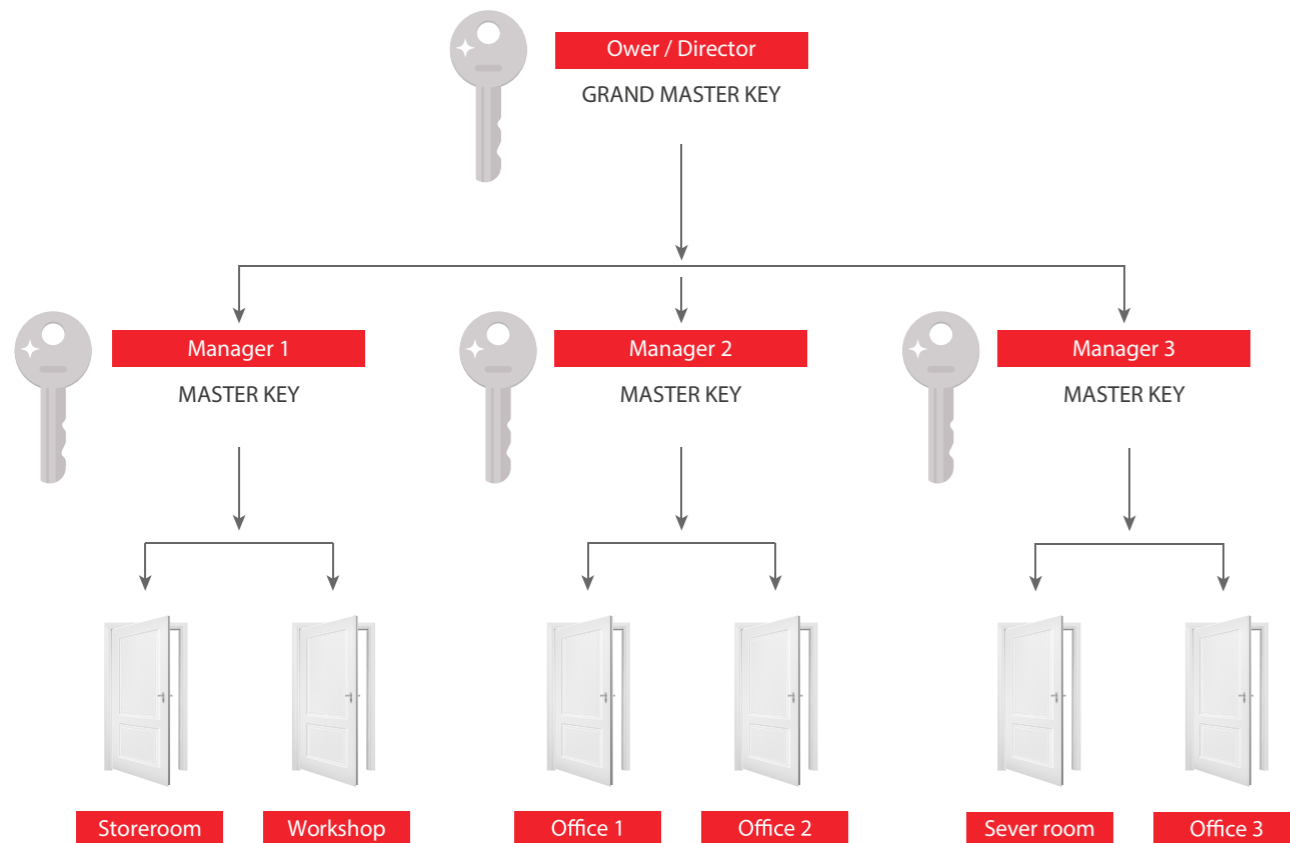 Ower / Director
GRAND MASTER KEY
Manager 1
Manager 2
Manager 3
MASTER KEY
MASTER KEY
MASTER KEY
Storeroom
Workshop
Office 1
Office 2
Sever room
Office 3